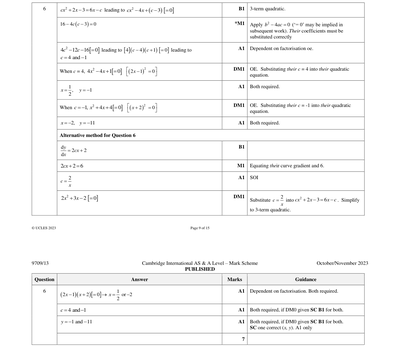 6 cx² + 2x − 3 = 6x − c leading to cx² − 4x + (c − 3) [= 0] B1 3-term quadratic.
16 − 4c(c − 3) = 0 *M1 Apply b² − 4ac = 0 ('= 0' may be implied in
subsequent work). Their coefficients must be
substituted correctly
4c² − 12c − 16 [= 0] leading to [4](c − 4)(c + 1) [= 0] leading to A1 Dependent on factorisation oe.
c = 4 and −1
When c = 4, 4x² − 4x + 1 [= 0] [(2x − 1)² = 0] DM1 OE. Substituting their c = 4 into their quadratic
equation.
x = 1/2, y = −1 A1 Both required.
When c = −1, x² + 4x + 4 [= 0] [(x + 2)² = 0] DM1 OE. Substituting their c = −1 into their quadratic
equation.
x = −2, y = −11 A1 Both required.
Alternative method for Question 6
dy/dx = 2cx + 2 B1
2cx + 2 = 6 M1 Equating their curve gradient and 6.
c = 2/x A1 SOI
2x² + 3x − 2 [= 0] DM1 Substitute c = 2/x into cx² + 2x − 3 = 6x − c. Simplify
to 3-term quadratic.
© UCLES 2023 Page 9 of 15
9709/13 Cambridge International AS & A Level – Mark Scheme October/November 2023
PUBLISHED
Question Answer Marks Guidance
6 (2x − 1)(x + 2) [= 0] → x = 1/2 or −2 A1 Dependent on factorisation. Both required.
c = 4 and −1 A1 Both required, if DM0 given SC B1 for both.
y = −1 and −11 A1 Both required, if DM0 given SC B1 for both.
SC one correct (x, y). A1 only
7